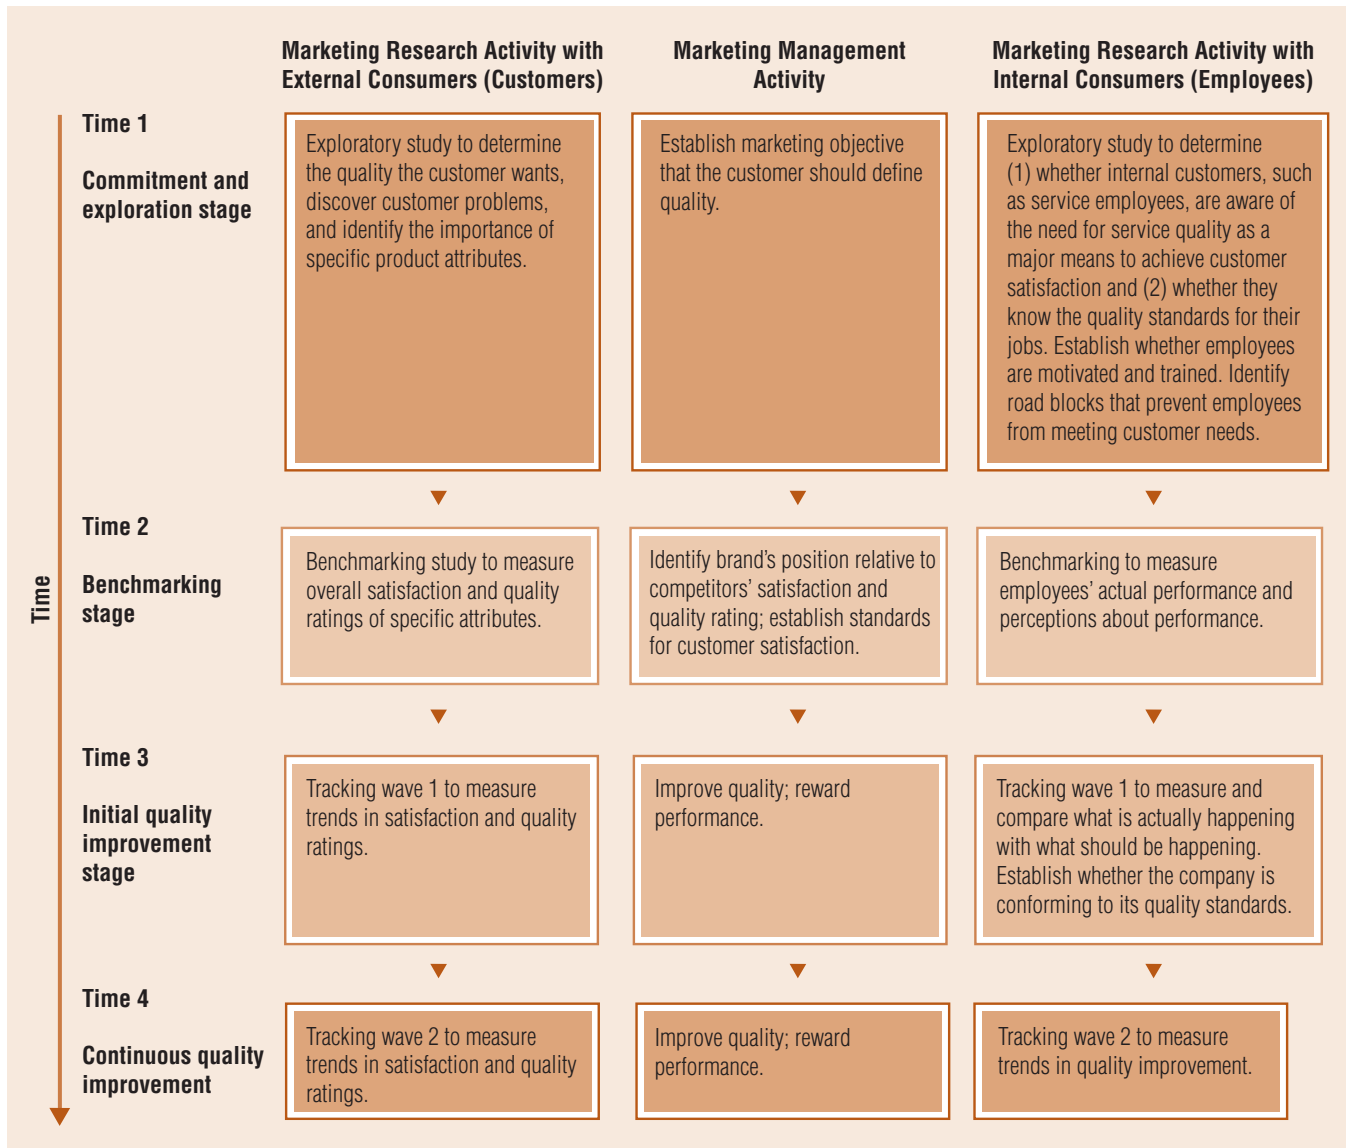 Marketing Research Activity with
External Consumers (Customers)
Marketing Management
Activity
Marketing Research Activity with
Internal Consumers (Employees)
Time
Time 1
Commitment and
exploration stage
Exploratory study to determine
the quality the customer wants,
discover customer problems,
and identify the importance of
specific product attributes.
Establish marketing objective
that the customer should define
quality.
Exploratory study to determine
(1) whether internal customers, such
as service employees, are aware of
the need for service quality as a
major means to achieve customer
satisfaction and (2) whether they
know the quality standards for their
jobs. Establish whether employees
are motivated and trained. Identify
road blocks that prevent employees
from meeting customer needs.
Time 2
Benchmarking
stage
Benchmarking study to measure
overall satisfaction and quality
ratings of specific attributes.
Identify brand’s position relative to
competitors’ satisfaction and
quality rating; establish standards
for customer satisfaction.
Benchmarking to measure
employees’ actual performance and
perceptions about performance.
Time 3
Initial quality
improvement
stage
Tracking wave 1 to measure
trends in satisfaction and quality
ratings.
Improve quality; reward
performance.
Tracking wave 1 to measure and
compare what is actually happening
with what should be happening.
Establish whether the company is
conforming to its quality standards.
Time 4
Continuous quality
improvement
Tracking wave 2 to measure
trends in satisfaction and quality
ratings.
Improve quality; reward
performance.
Tracking wave 2 to measure
trends in quality improvement.